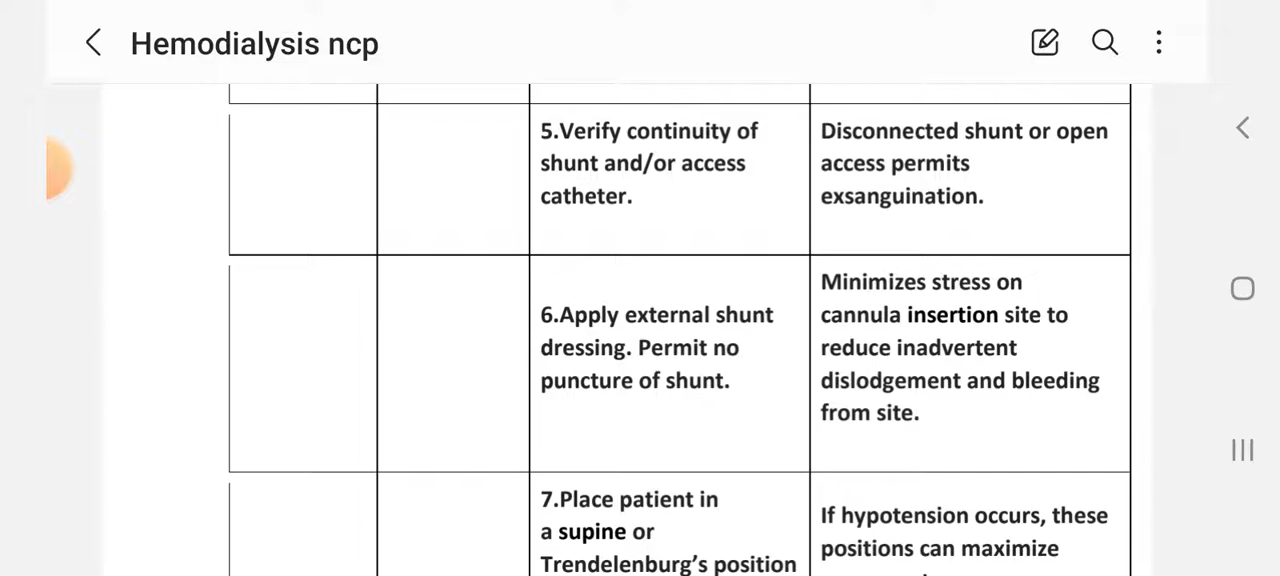 Hemodialysis ncp
5.Verify continuity of
shunt and/or access
catheter.
Disconnected shunt or open
access permits
exsanguination.
6.Apply external shunt
dressing. Permit no
puncture of shunt.
Minimizes stress on
cannula insertion site to
reduce inadvertent
dislodgement and bleeding
from site.
7.Place patient in
a supine or
Trendelenburg’s position
If hypotension occurs, these
positions can maximize